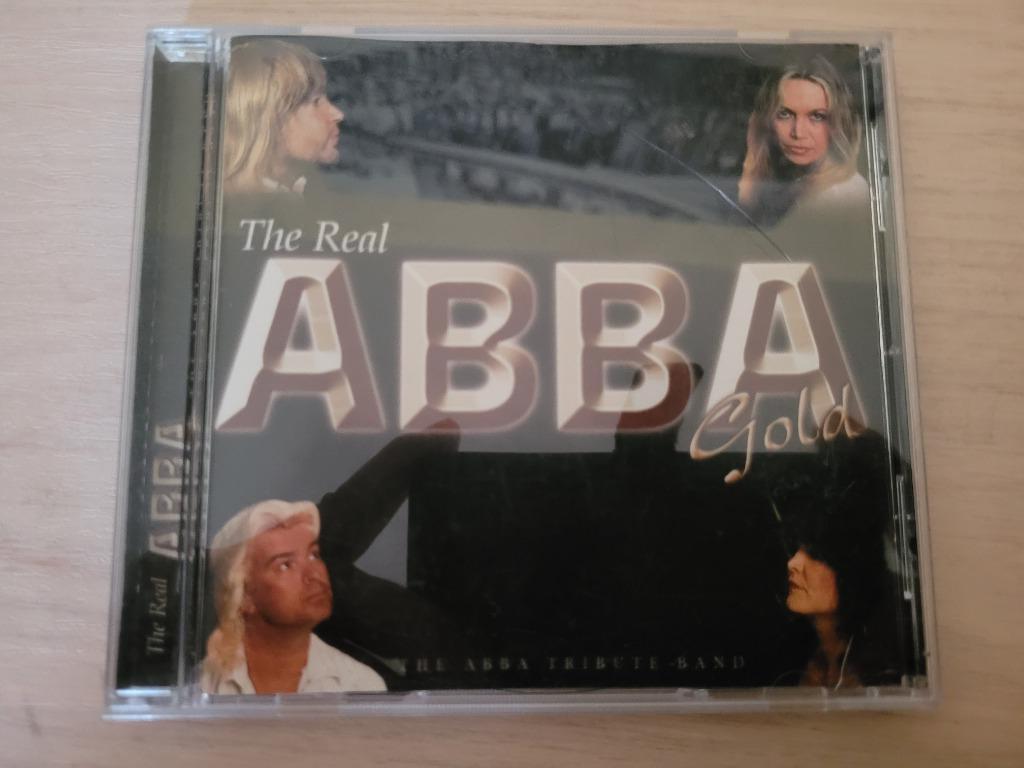 The Real
ABBA
Gold
THE ABBA TRIBUTE-BAND
The Real ABBA